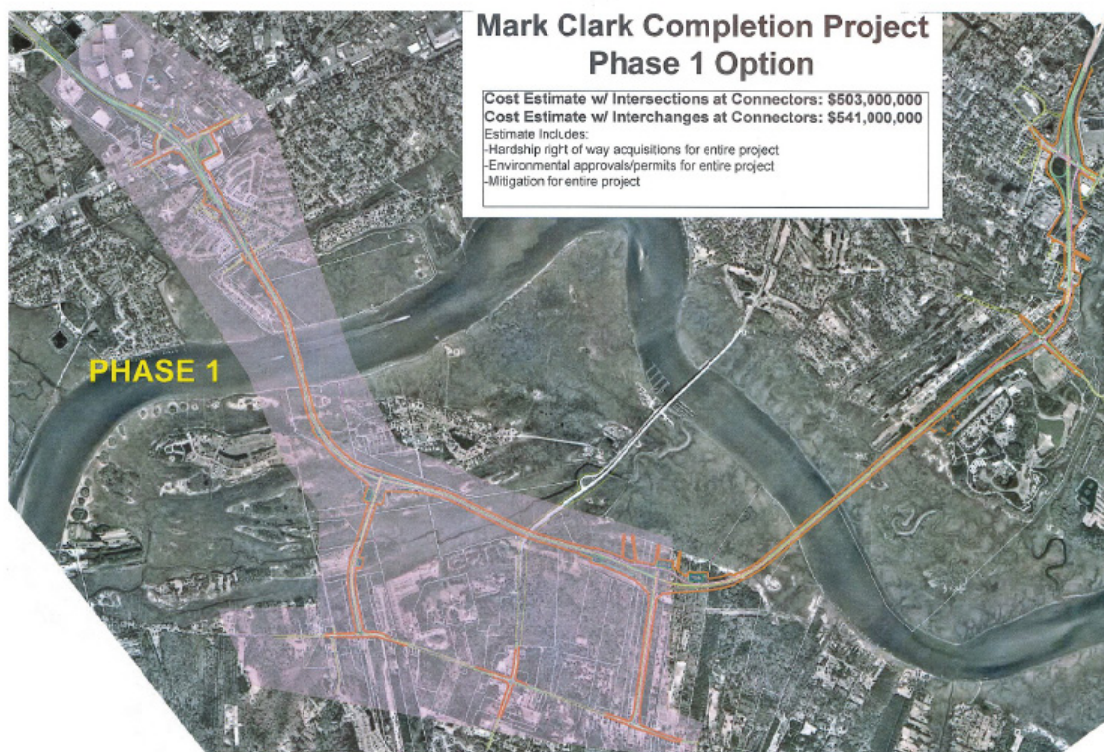 Mark Clark Completion Project
Phase 1 Option
Cost Estimate w/ Intersections at Connectors: $503,000,000
Cost Estimate w/ Interchanges at Connectors: $541,000,000
Estimate Includes:
-Hardship right of way acquisitions for entire project
-Environmental approvals/permits for entire project
-Mitigation for entire project
PHASE 1